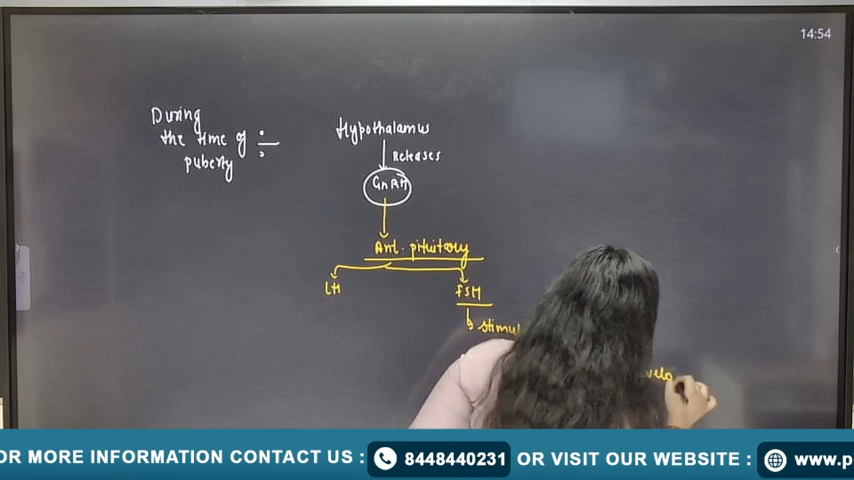 14:54
During
the time of :-
puberty
Hypothalamus
Releases
GnRH
Ant. pituitary
LH
FSH
OR MORE INFORMATION CONTACT US : 8448440231 OR VISIT OUR WEBSITE : www.p